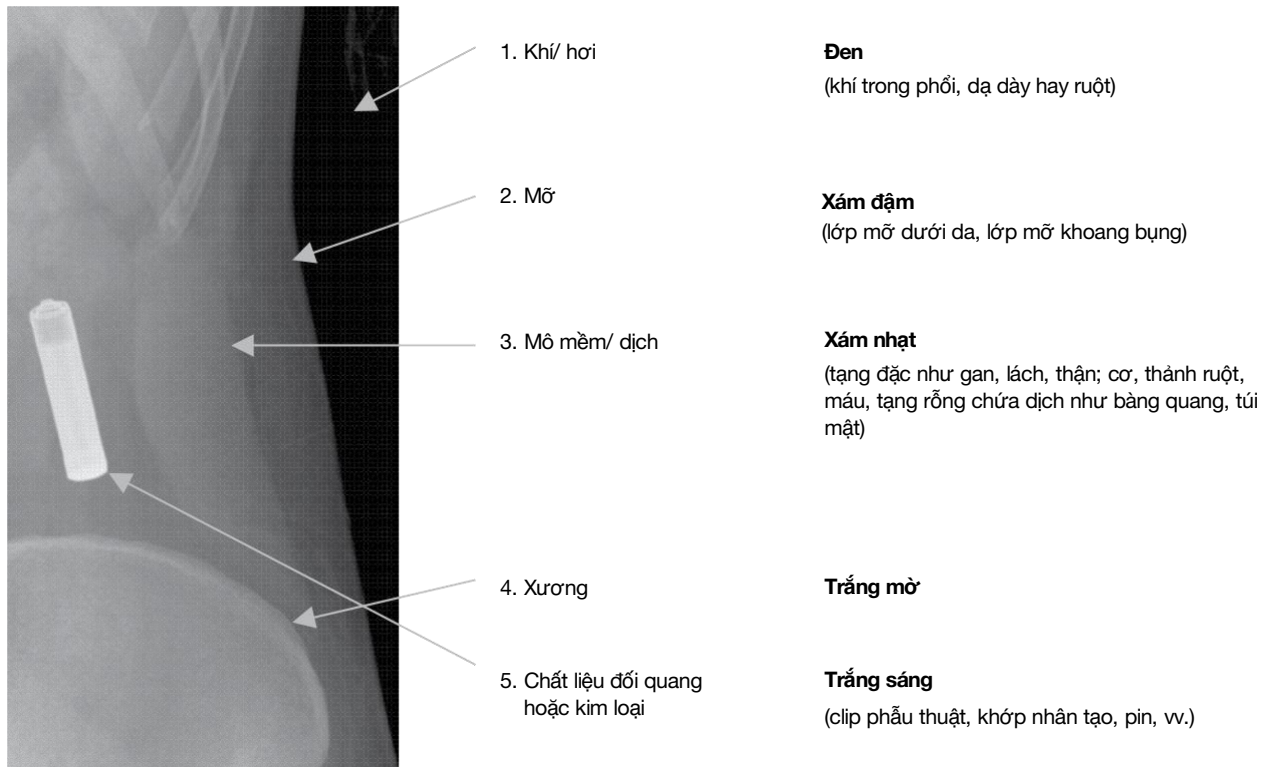 1. Khí/ hơi
Đen
(khí trong phổi, dạ dày hay ruột)
2. Mỡ
Xám đậm
(lớp mỡ dưới da, lớp mỡ khoang bụng)
3. Mô mềm/ dịch
Xám nhạt
(tạng đặc như gan, lách, thận; cơ, thảnh ruột,
máu, tạng rỗng chứa dịch như bàng quang, túi
mật)
4. Xương
Trắng mờ
5. Chất liệu đối quang
hoặc kim loại
Trắng sáng
(clip phẫu thuật, khớp nhân tạo, pin, vv.)